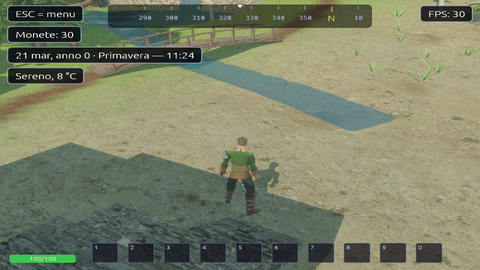 ESC = menu
290 300 310 320 330 340 350 N 10
FPS: 30
Monete: 30
21 mar, anno 0 · Primavera — 11:24
Sereno, 8 °C
100/100
1 2 3 4 5 6 7 8 9 0